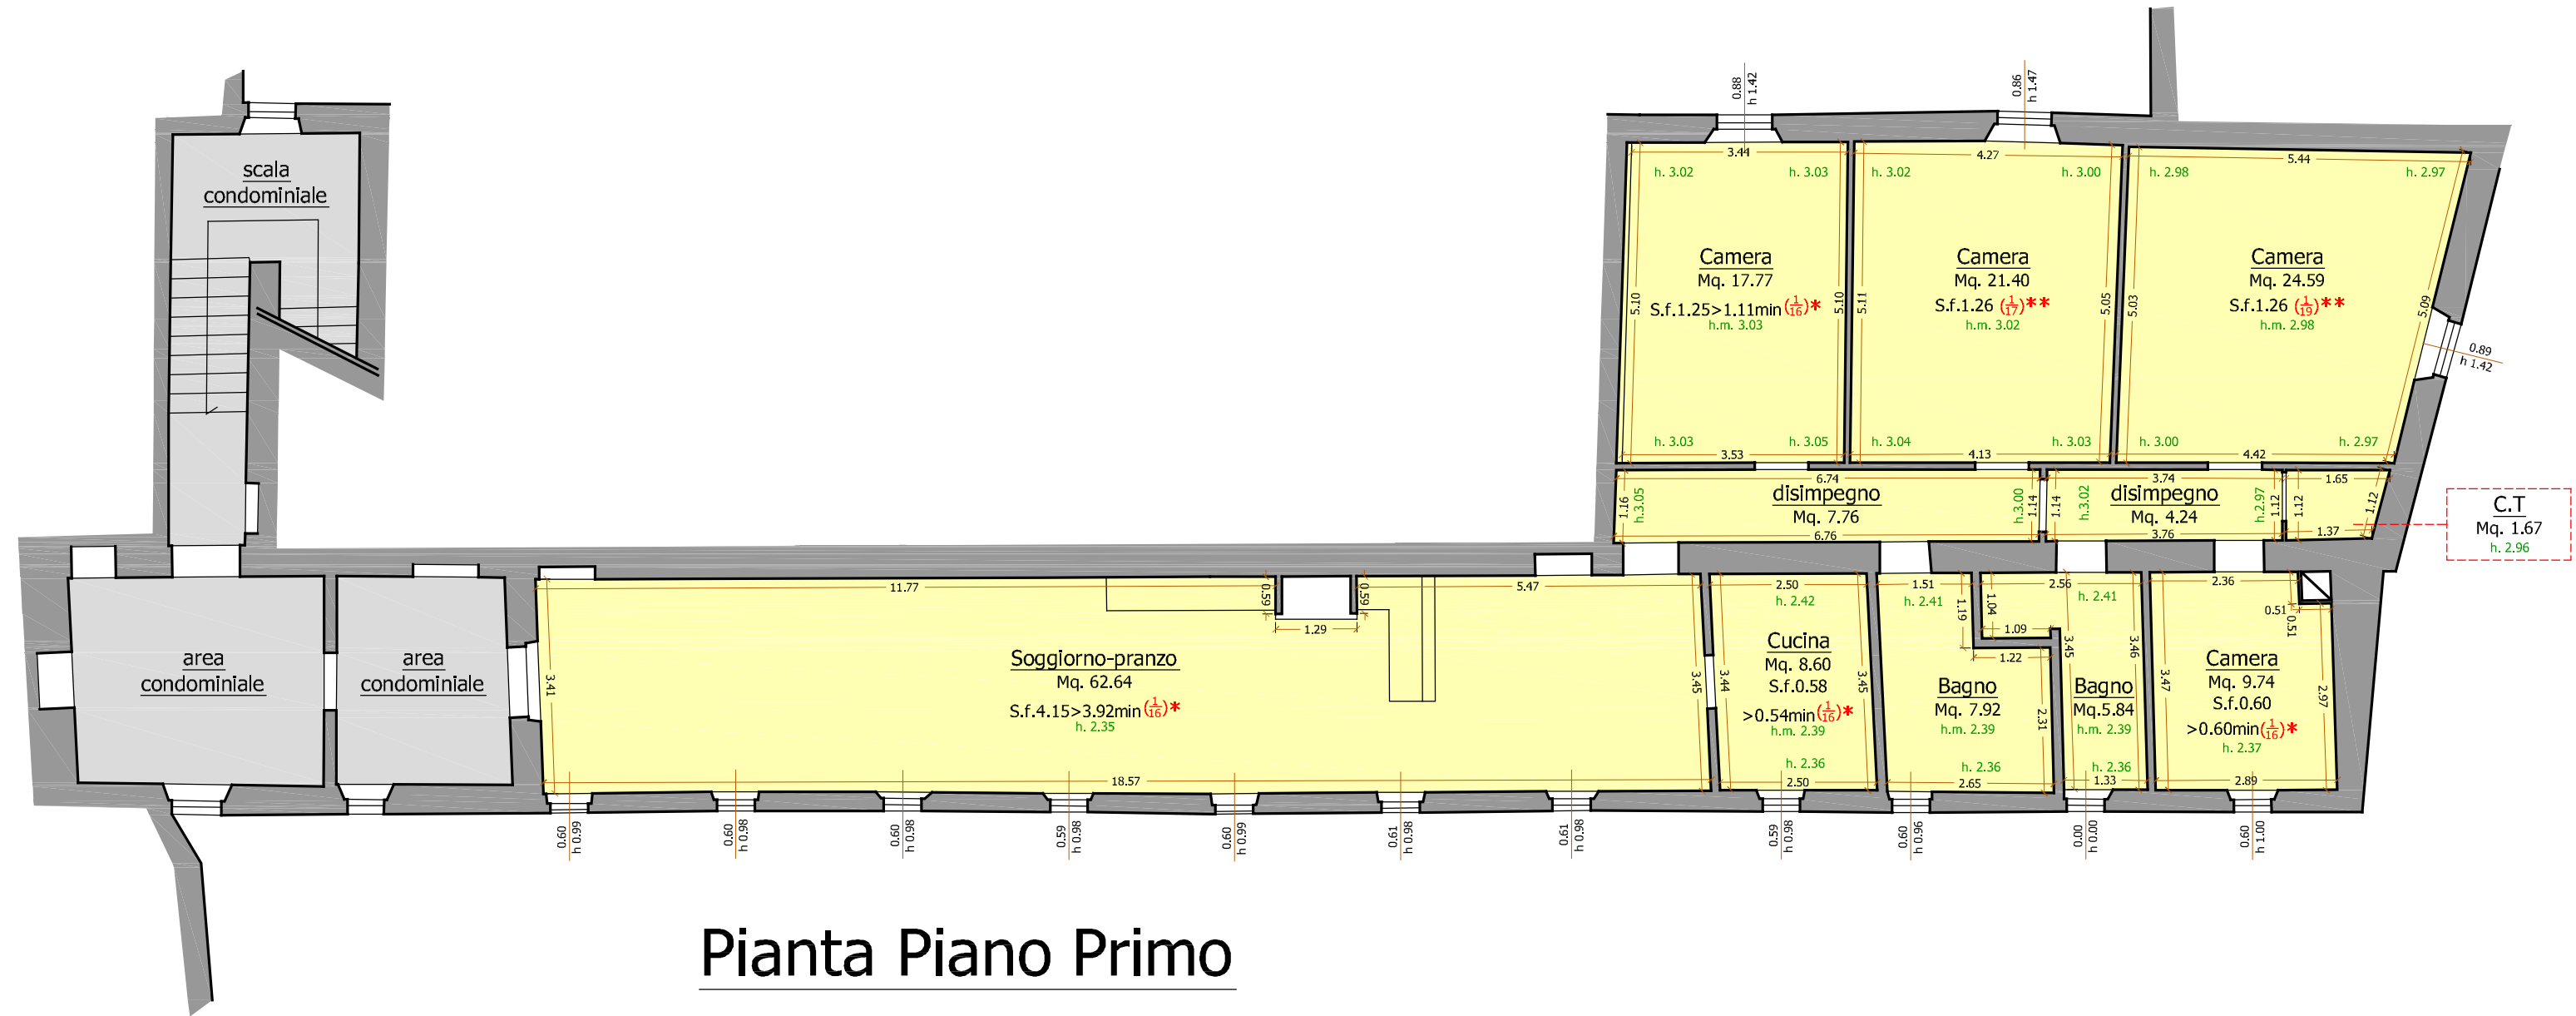 0.88
h 1.42
0.86
h 1.47
scala
condominiale
3.44
4.27
5.44
h. 3.02
h. 3.03
h. 3.02
h. 3.00
h. 2.98
h. 2.97
Camera
Mq. 17.77
S.f.1.25>1.11min(1/16)*
h.m. 3.03
Camera
Mq. 21.40
S.f.1.26 (1/17)**
h.m. 3.02
Camera
Mq. 24.59
S.f.1.26 (1/19)**
h.m. 2.98
5.10
5.10
5.11
5.05
5.03
5.09
0.89
h 1.42
h. 3.03
h. 3.05
h. 3.04
h. 3.03
h. 3.00
h. 2.97
3.53
4.13
4.42
6.74
3.74
1.65
1.16
h.3.05
disimpegno
Mq. 7.76
h.3.00
1.14
1.14
h.3.02
disimpegno
Mq. 4.24
h.2.97
1.12
1.12
1.12
6.76
3.76
1.37
C.T
Mq. 1.67
h. 2.96
11.77
0.59
0.59
1.29
5.47
2.50
h. 2.42
1.51
h. 2.41
1.19
1.04
2.56
h. 2.41
1.09
1.22
2.36
0.51
0.51
area
condominiale
area
condominiale
3.41
Soggiorno-pranzo
Mq. 62.64
S.f.4.15>3.92min(1/16)*
h. 2.35
3.45
3.44
Cucina
Mq. 8.60
S.f.0.58
>0.54min(1/16)*
h.m. 2.39
h. 2.36
3.45
Bagno
Mq. 7.92
h.m. 2.39
h. 2.36
2.31
3.45
Bagno
Mq.5.84
h.m. 2.39
h. 2.36
3.46
3.47
Camera
Mq. 9.74
S.f.0.60
>0.60min(1/16)*
h. 2.37
2.97
18.57
2.50
2.65
1.33
2.89
0.60
h 0.99
0.60
h 0.98
0.60
h 0.98
0.59
h 0.98
0.60
h 0.99
0.61
h 0.98
0.61
h 0.98
0.59
h 0.98
0.60
h 0.96
0.00
h 0.00
0.60
h 1.00
Pianta Piano Primo